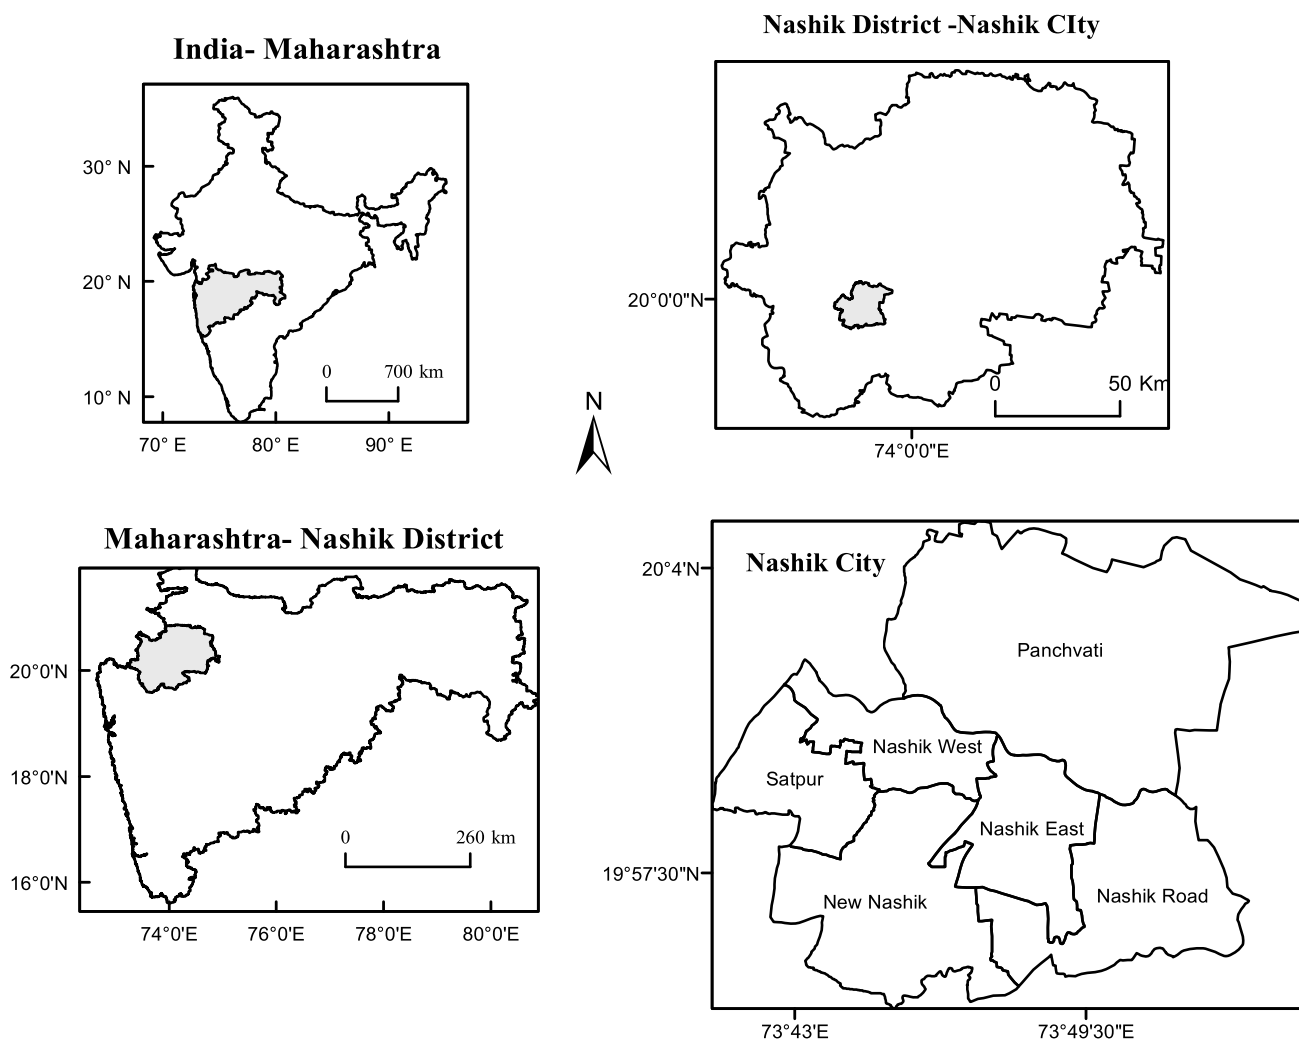 India- Maharashtra
30° N
20° N
10° N
0 700 km
70° E 80° E 90° E
Nashik District -Nashik CIty
20°0'0"N
0 50 Km
74°0'0"E
N
Maharashtra- Nashik District
20°0'N
18°0'N
16°0'N
0 260 km
74°0'E 76°0'E 78°0'E 80°0'E
Nashik City
20°4'N
Panchvati
Nashik West
Satpur
Nashik East
19°57'30"N
New Nashik
Nashik Road
73°43'E 73°49'30"E